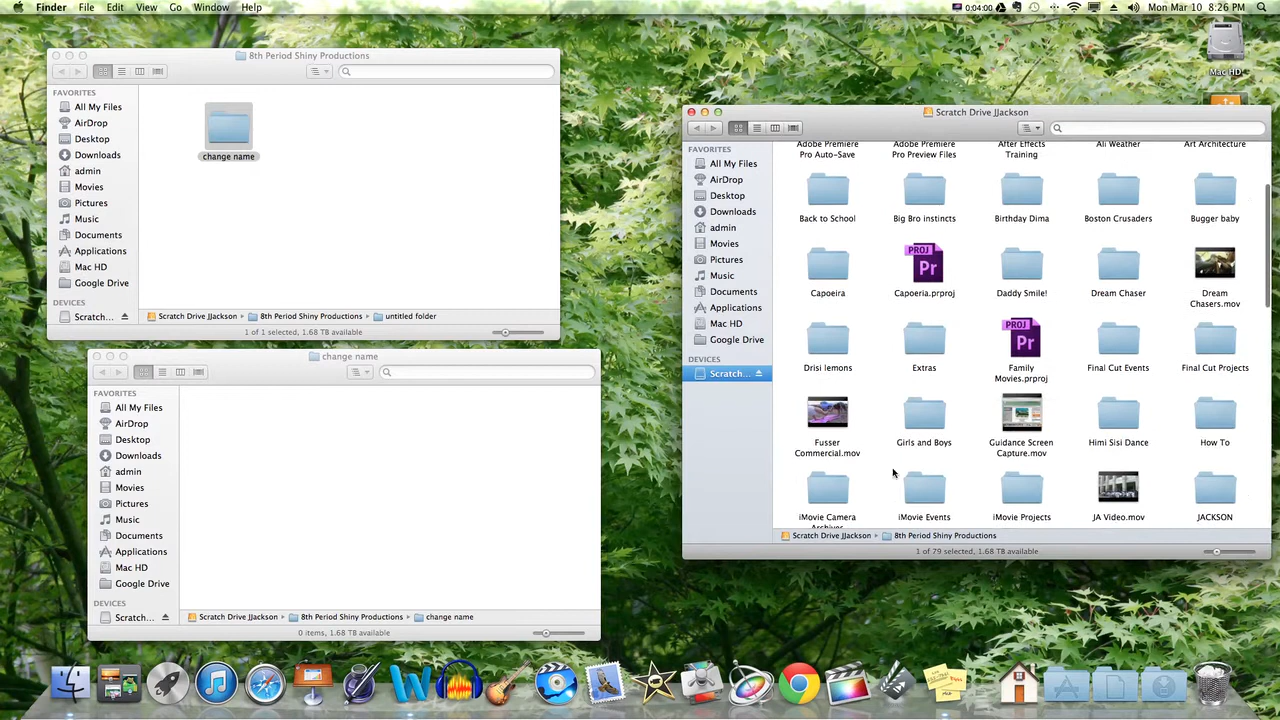 Finder File Edit View Go Window Help
0:04:00 Mon Mar 10 8:26 PM
Mac HD
8th Period Shiny Productions
FAVORITES
All My Files
AirDrop
Desktop
Downloads
admin
Movies
Pictures
Music
Documents
Applications
Mac HD
Google Drive
DEVICES
Scratch...
change name
Scratch Drive JJackson 8th Period Shiny Productions untitled folder
1 of 1 selected, 1.68 TB available
change name
FAVORITES
All My Files
AirDrop
Desktop
Downloads
admin
Movies
Pictures
Music
Documents
Applications
Mac HD
Google Drive
DEVICES
Scratch...
Scratch Drive JJackson 8th Period Shiny Productions change name
0 items, 1.68 TB available
Scratch Drive JJackson
FAVORITES
All My Files
AirDrop
Desktop
Downloads
admin
Movies
Pictures
Music
Documents
Applications
Mac HD
Google Drive
DEVICES
Scratch...
Adobe Premiere Pro Auto-Save
Adobe Premiere Pro Preview Files
After Effects Training
Ali Weather
Art Architecture
Back to School
Big Bro instincts
Birthday Dima
Boston Crusaders
Bugger baby
Capoeira
PROJ
Pr
Capoeria.prproj
Daddy Smile!
Dream Chaser
Dream Chasers.mov
Drisi lemons
Extras
PROJ
Pr
Family Movies.prproj
Final Cut Events
Final Cut Projects
Fusser Commercial.mov
Girls and Boys
Guidance Screen Capture.mov
Himi Sisi Dance
How To
iMovie Camera Archives
iMovie Events
iMovie Projects
JA Video.mov
JACKSON
Scratch Drive JJackson 8th Period Shiny Productions
1 of 79 selected, 1.68 TB available